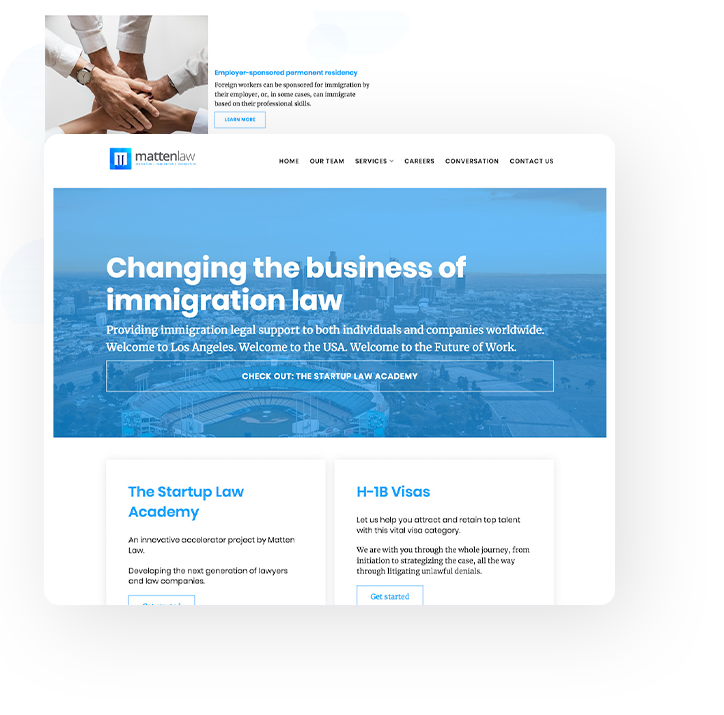 Employer-sponsored permanent residency
Foreign workers can be sponsored for immigration by
their employer, or, in some cases, can immigrate
based on their professional skills.
LEARN MORE
mattenlaw
HOME OUR TEAM SERVICES CAREERS CONVERSATION CONTACT US
Changing the business of
immigration law
Providing immigration legal support to both individuals and companies worldwide.
Welcome to Los Angeles. Welcome to the USA. Welcome to the Future of Work.
CHECK OUT: THE STARTUP LAW ACADEMY
The Startup Law
Academy
An innovative accelerator project by Matten
Law.
Developing the next generation of lawyers
and law companies.
H-1B Visas
Let us help you attract and retain top talent
with this vital visa category.
We are with you through the whole journey, from
initiation to strategizing the case, all the way
through litigating unlawful denials.
Get started